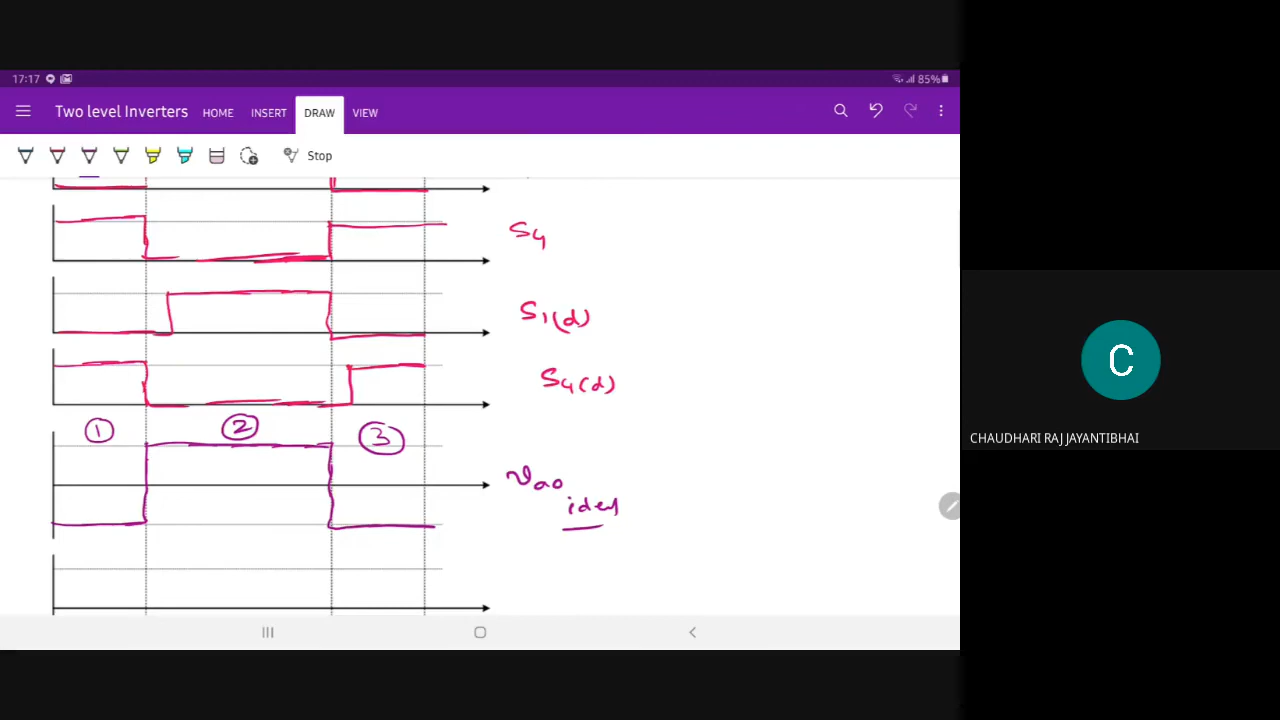 17:17 85%
Two level Inverters HOME INSERT DRAW VIEW
Stop
S4
S1(d)
S4(d)
1 2 3
vao
C
CHAUDHARI RAJ JAYANTIBHAI